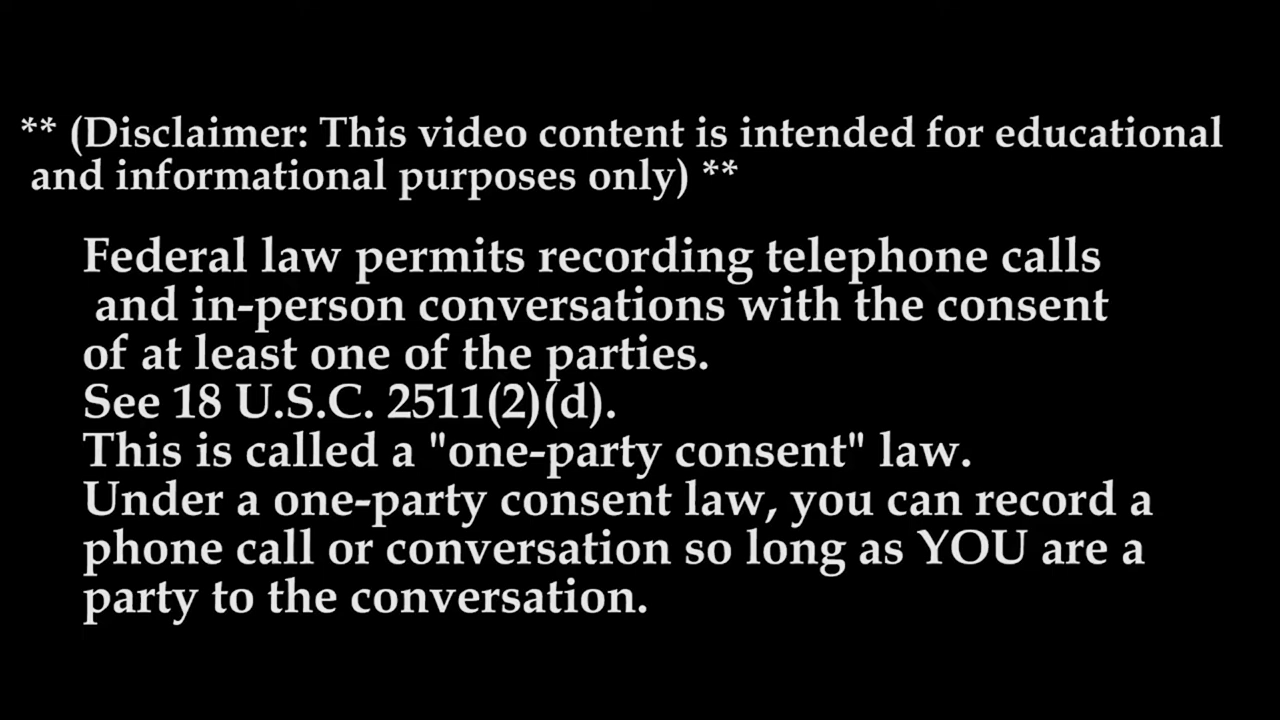 ** (Disclaimer: This video content is intended for educational
and informational purposes only) **
Federal law permits recording telephone calls
and in-person conversations with the consent
of at least one of the parties.
See 18 U.S.C. 2511(2)(d).
This is called a "one-party consent" law.
Under a one-party consent law, you can record a
phone call or conversation so long as YOU are a
party to the conversation.